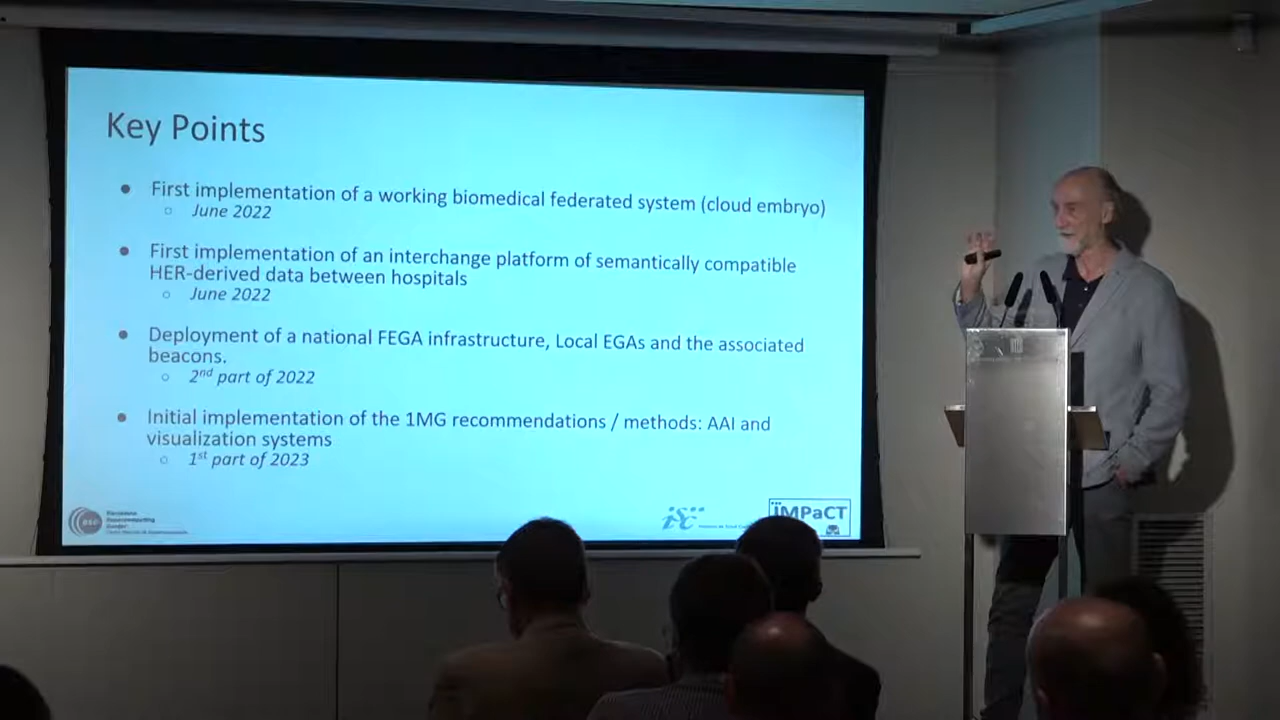 Key Points
● First implementation of a working biomedical federated system (cloud embryo)
○ June 2022
● First implementation of an interchange platform of semantically compatible
HER-derived data between hospitals
○ June 2022
● Deployment of a national FEGA infrastructure, Local EGAs and the associated
beacons.
○ 2nd part of 2022
● Initial implementation of the 1MG recommendations / methods: AAI and
visualization systems
○ 1st part of 2023
Barcelona
Supercomputing
Center
iMPaCT